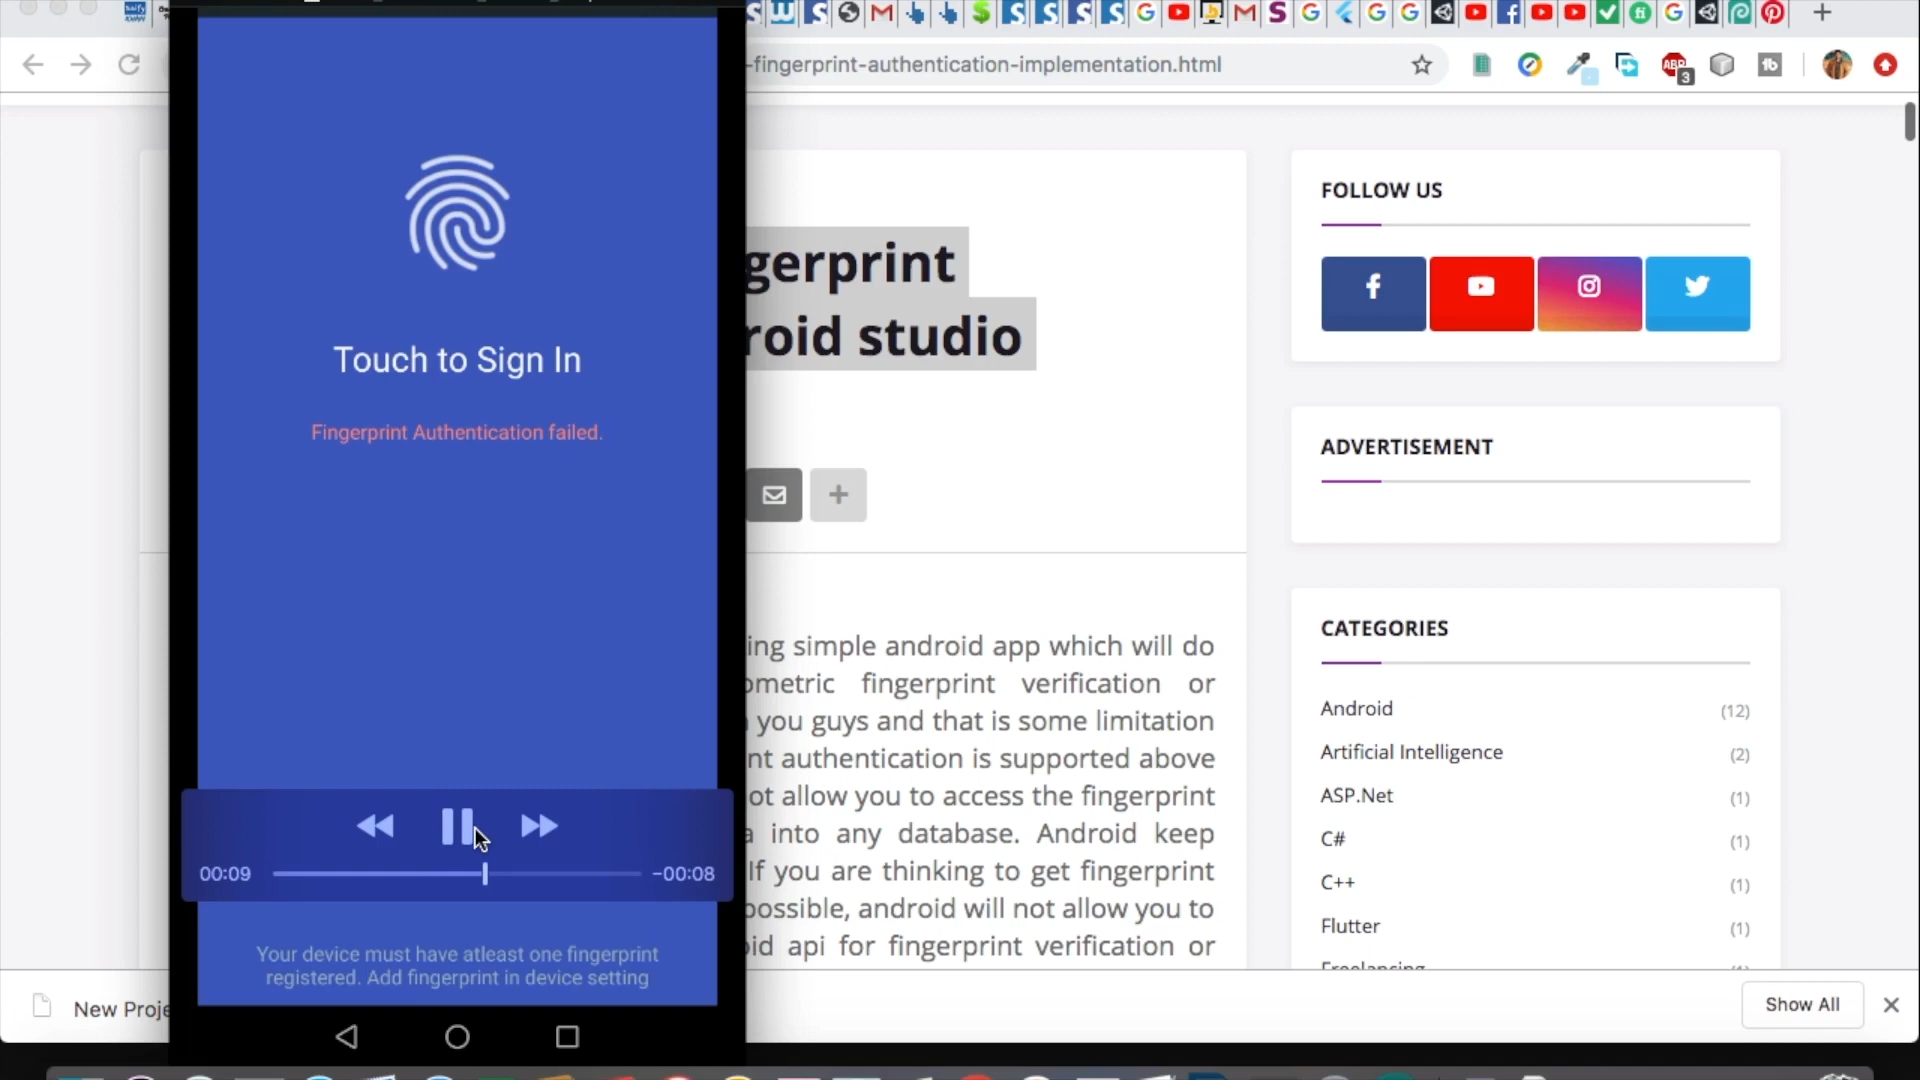 -fingerprint-authentication-implementation.html
3
Touch to Sign In
Fingerprint Authentication failed.
00:09
-00:08
Your device must have atleast one fingerprint
registered. Add fingerprint in device setting
gerprint
roid studio
ing simple android app which will do
ometric fingerprint verification or
you guys and that is some limitation
nt authentication is supported above
ot allow you to access the fingerprint
a into any database. Android keep
If you are thinking to get fingerprint
possible, android will not allow you to
id api for fingerprint verification or
FOLLOW US
ADVERTISEMENT
CATEGORIES
Android (12)
Artificial Intelligence (2)
ASP.Net (1)
C# (1)
C++ (1)
Flutter (1)
Freelancing
New Proje
Show All